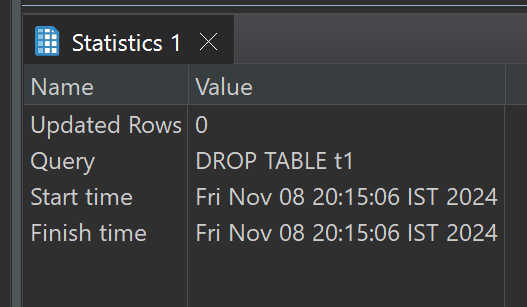 Statistics 1
Name Value
Updated Rows 0
Query DROP TABLE t1
Start time Fri Nov 08 20:15:06 IST 2024
Finish time Fri Nov 08 20:15:06 IST 2024